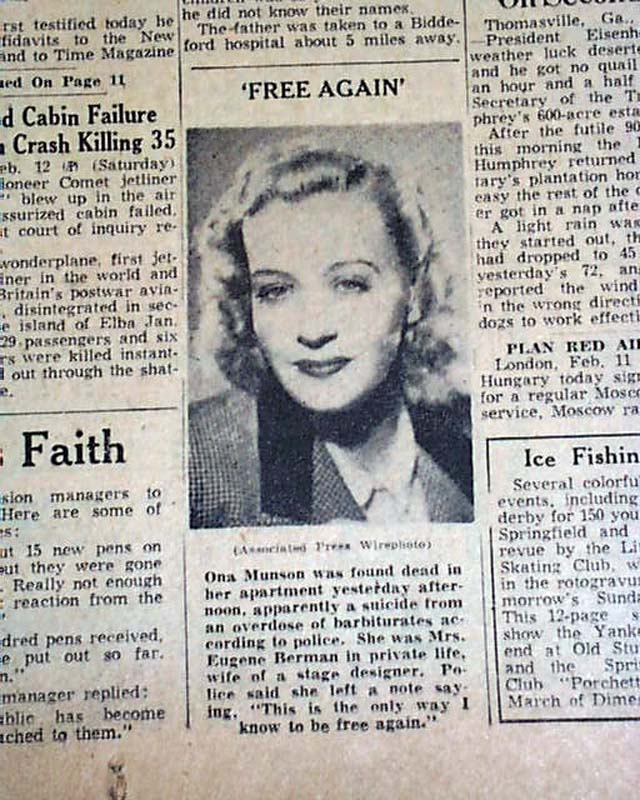 rst testified today he
ffidavits to the New
and to Time Magazine
ued On Page 11
d Cabin Failure
n Crash Killing 35
eb. 12 (AP) (Saturday)
ioneer Comet jetliner
" blew up in the air
ssurized cabin failed,
st court of inquiry re-
wonderplane, first jet-
iner in the world and
Britain's postwar avia-
, disintegrated in sec-
e island of Elba Jan.
29 passengers and six
rs were killed instant-
l out through the shat-
e.
s Faith
sion managers to
Here are some of
es:
ut 15 new pens on
but they were gone
. Really not enough
reaction from the
"
dred pens received,
e put out so far.
n."
manager replied:
ublic has become
ched to them."
he did not know their names.
The father was taken to a Bidde-
ford hospital about 5 miles away.
'FREE AGAIN'
(Associated Press Wirephoto)
Ona Munson was found dead in
her apartment yesterday after-
noon, apparently a suicide from
an overdose of barbiturates ac-
cording to police. She was Mrs.
Eugene Berman in private life,
wife of a stage designer. Po-
lice said she left a note say-
ing, "This is the only way I
know to be free again."
Thomasville, Ga.,
—President Eisenh
weather luck desert
and he got no quail
an hour and a half
Secretary of the Tr
phrey's 600-acre esta
After the futile 90
this morning the
Humphrey returned
tary's plantation hor
easy the rest of the
er got in a nap afte
A light rain was
they started out, th
had dropped to 45
yesterday's 72, an
reported the wind
in the wrong directi
dogs to work effecti
PLAN RED AIR
London, Feb. 11
Hungary today sig
for a regular Mosco
service, Moscow ra
Ice Fishin
Several colorfu
events, including
derby for 150 you
Springfield and
revue by the Li
Skating Club, w
in the rotogravu
morrow's Sunda
This 12-page s
show the Yank
end at Old Stu
and the Spri
Club "Porchett
March of Dime